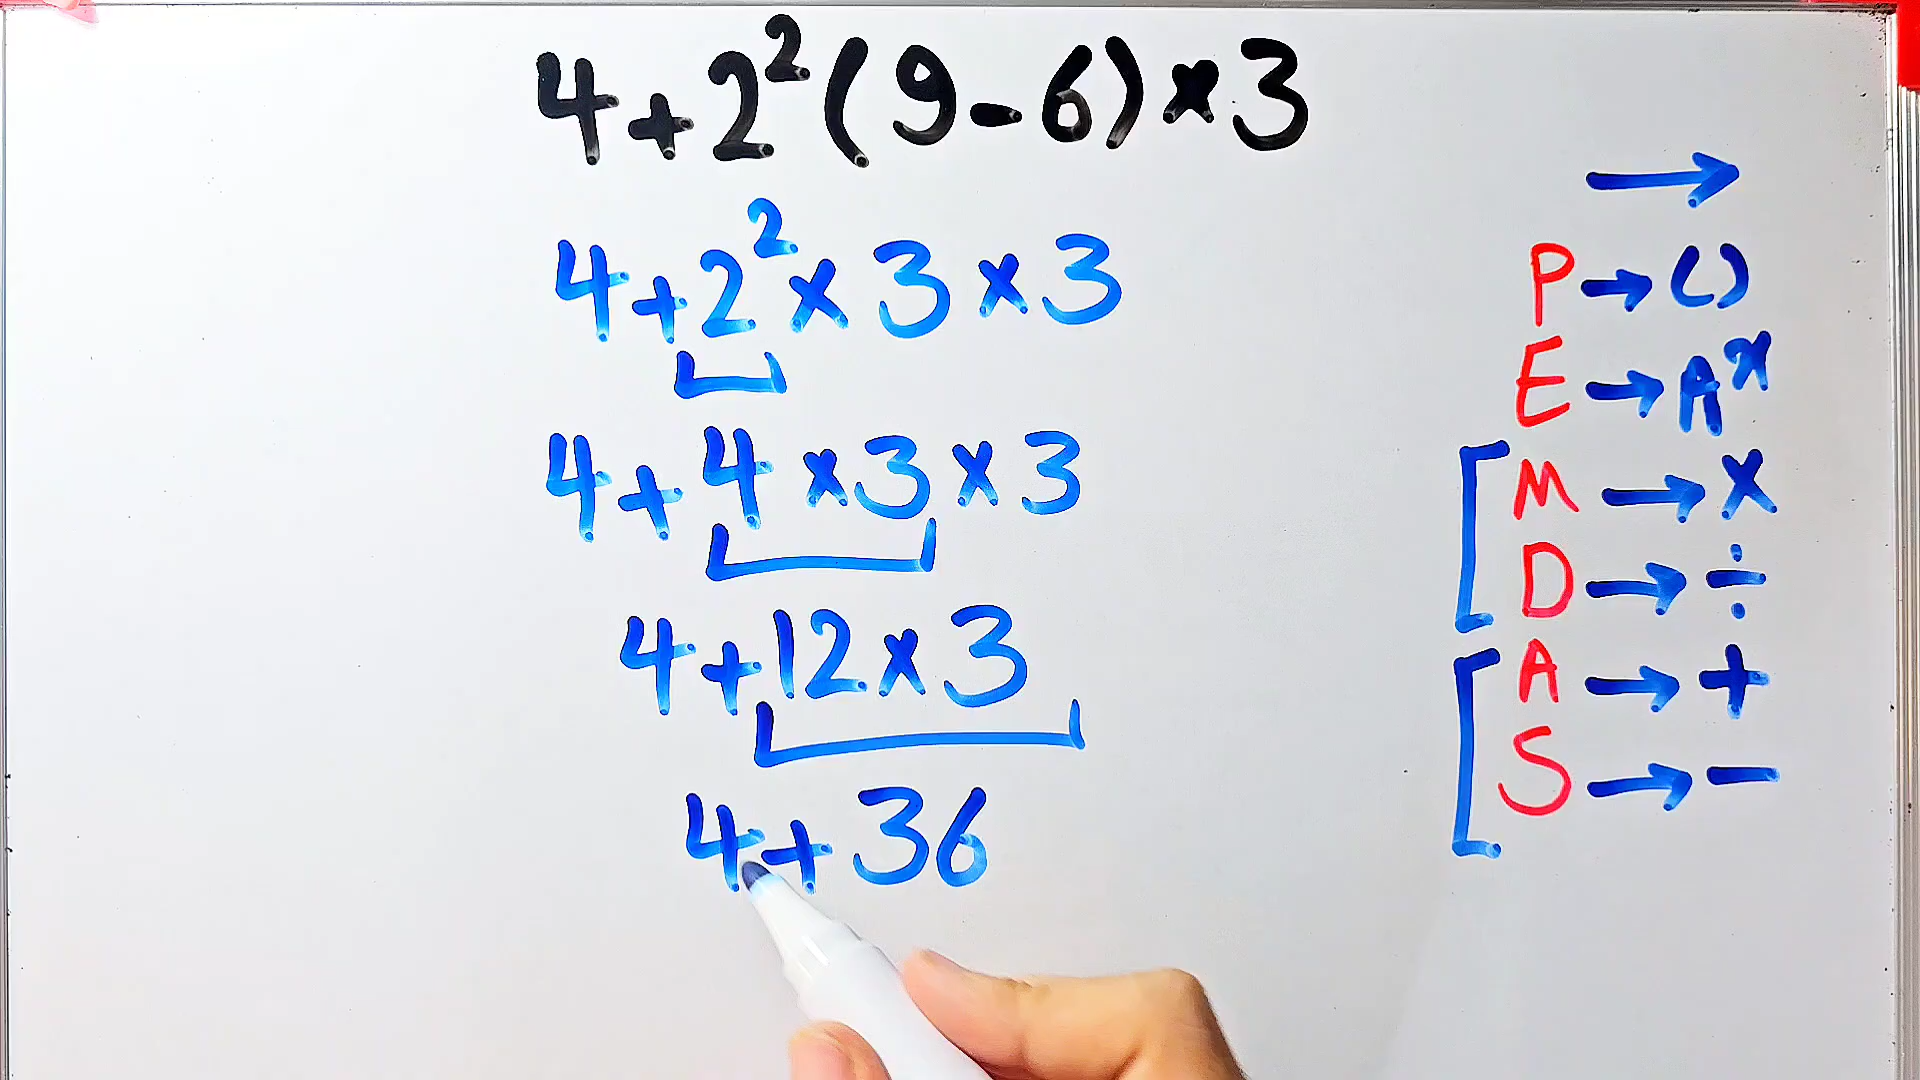 4+2²(9-6)×3
4+2²×3×3
4+4×3×3
4+12×3
4+36
→
P→()
E→Aˣ
M→×
D→÷
A→+
S→-